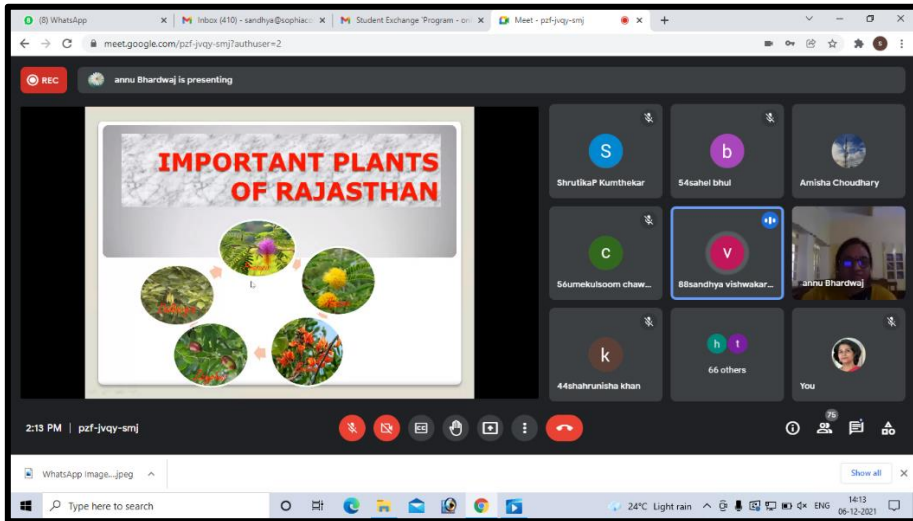 (8) WhatsApp
Inbox (410) - sandhya@sophiaco
Student Exchange 'Program - onl
Meet - pzf-jvqy-smj
meet.google.com/pzf-jvqy-smj?authuser=2
S
REC
annu Bhardwaj is presenting
IMPORTANT PLANTS
OF RAJASTHAN
S
ShrutikaP Kumthekar
b
54sahel bhul
Amisha Choudhary
c
56umekulsoom chaw...
V
88sandhya vishwakar...
annu Bhardwaj
k
44shahrunisha khan
h t
66 others
You
2:13 PM | pzf-jvqy-smj
CC
75
WhatsApp Image....jpeg
Show all
Type here to search
24°C Light rain
ENG
14:13
06-12-2021